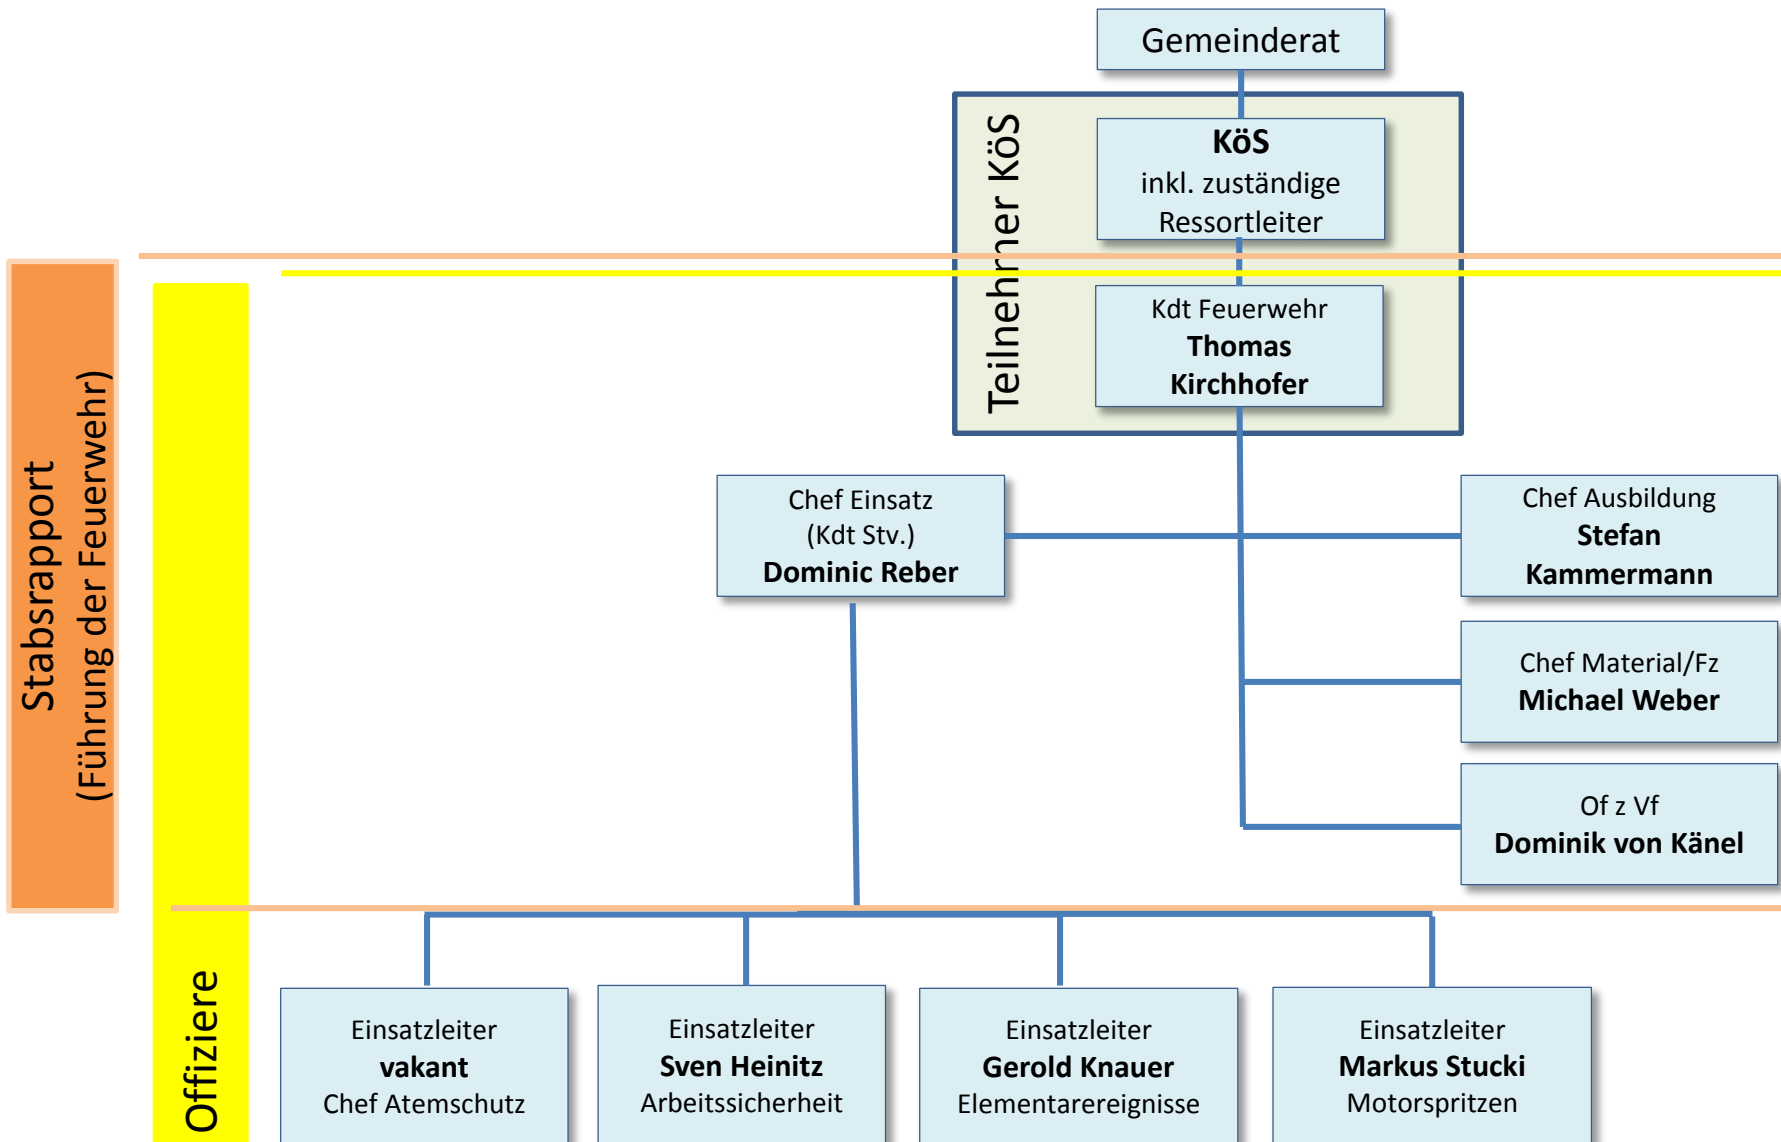 Gemeinderat
Teilnehmer KöS
KöS
inkl. zuständige
Ressortleiter
Kdt Feuerwehr
Thomas
Kirchhofer
Stabsrapport
(Führung der Feuerwehr)
Chef Einsatz
(Kdt Stv.)
Dominic Reber
Chef Ausbildung
Stefan
Kammermann
Chef Material/Fz
Michael Weber
Of z Vf
Dominik von Känel
Offiziere
Einsatzleiter
vakant
Chef Atemschutz
Einsatzleiter
Sven Heinitz
Arbeitssicherheit
Einsatzleiter
Gerold Knauer
Elementarereignisse
Einsatzleiter
Markus Stucki
Motorspritzen